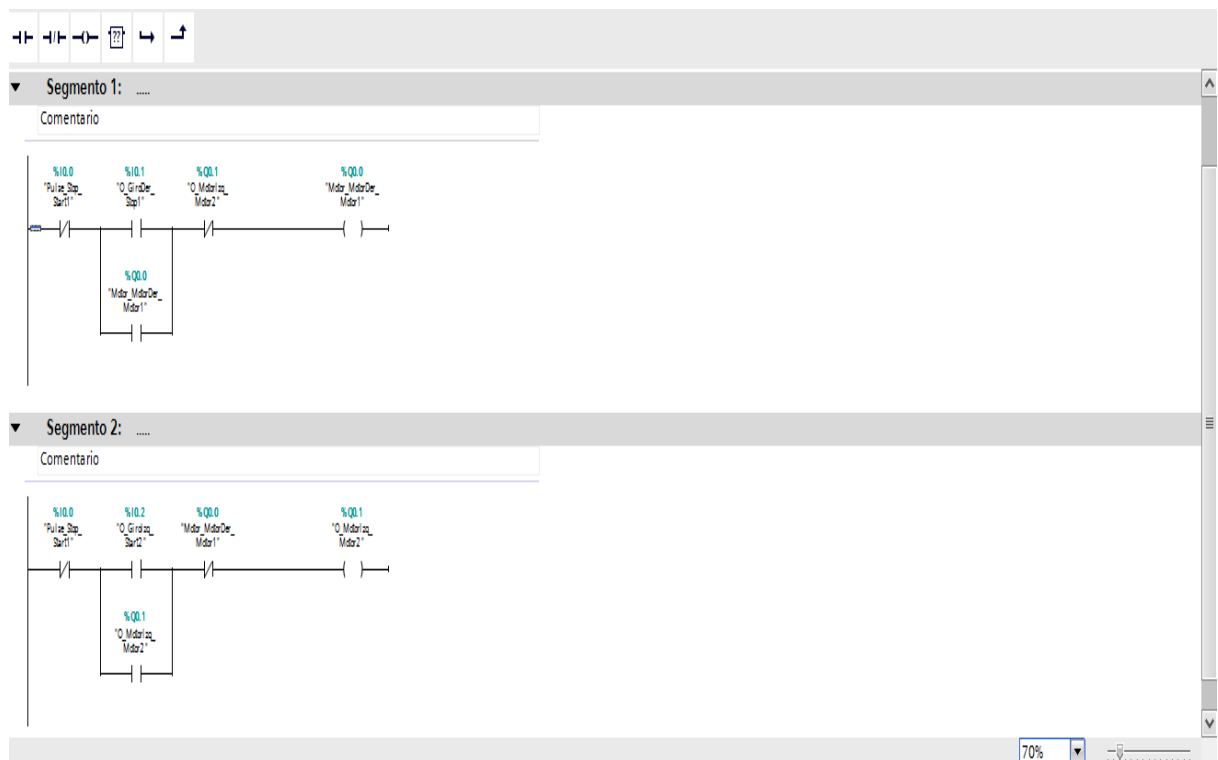 ??
Segmento 1: .....
Comentario
%I0.0 %I0.1 %Q0.1 %Q0.0
"Pulse_Stop_ "O_GiroDer_ "O_MotorIzq_ "Motor_MotorDer_
Start1" Stop1" Motor2" Motor1"
%Q0.0
"Motor_MotorDer_
Motor1"
Segmento 2: .....
Comentario
%I0.0 %I0.2 %Q0.0 %Q0.1
"Pulse_Stop_ "O_GiroIzq_ "Motor_MotorDer_ "O_MotorIzq_
Start1" Start2" Motor1" Motor2"
%Q0.1
"O_MotorIzq_
Motor2"
70%